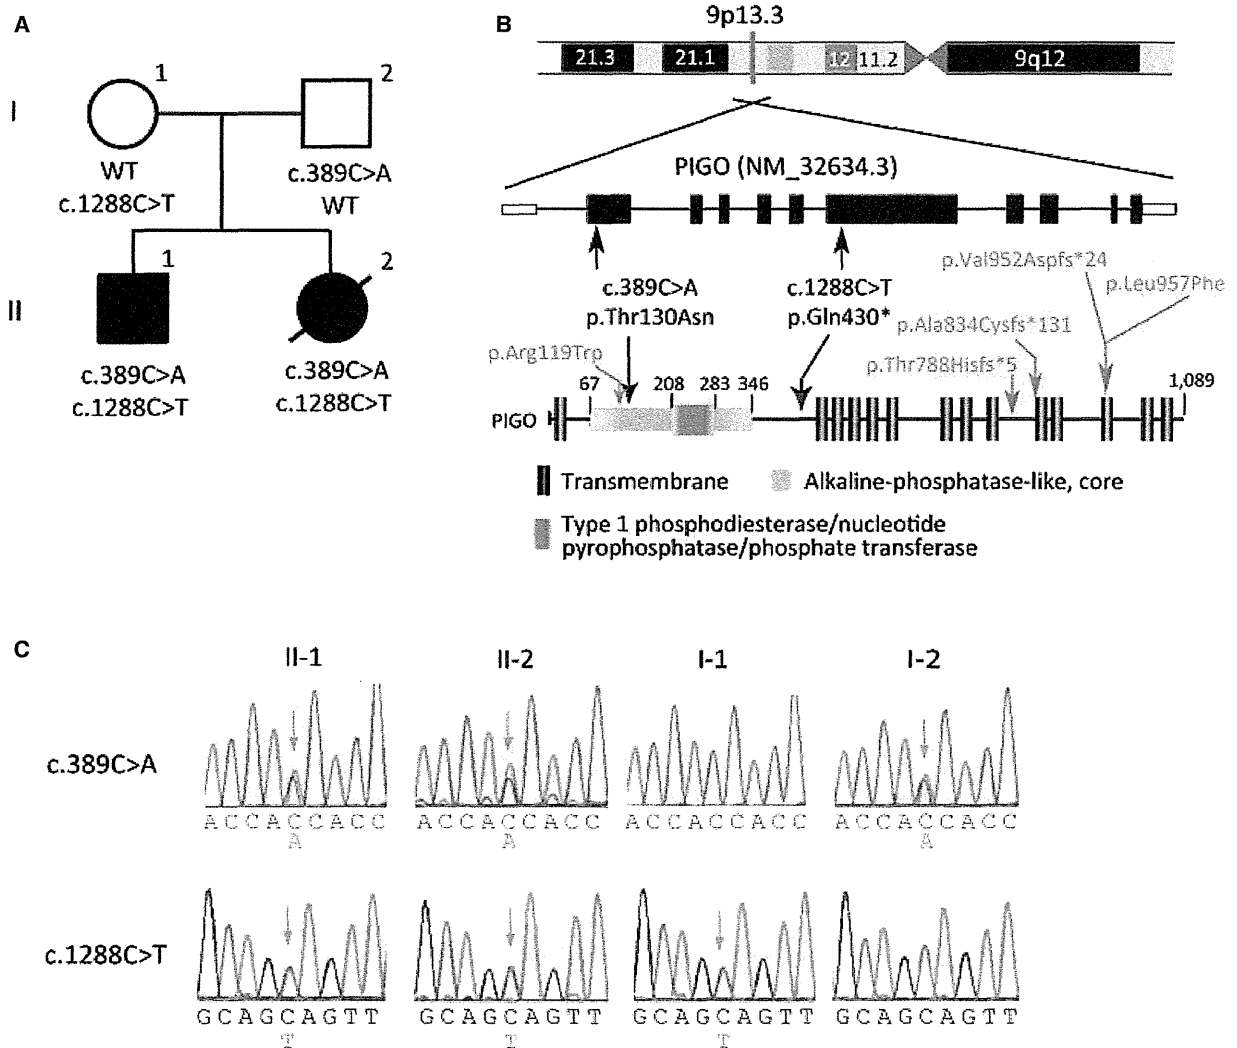 A
I
1
2
WT
c.1288C>T
c.389C>A
WT
II
1
2
c.389C>A
c.1288C>T
c.389C>A
c.1288C>T
B
9p13.3
21.3
21.1
12
11.2
9q12
PIGO (NM_32634.3)
c.389C>A
p.Thr130Asn
c.1288C>T
p.Gln430*
p.Val952Aspfs*24
p.Leu957Phe
p.Ala834Cysfs*131
p.Thr788Hisfs*5
p.Arg119Trp
67
208
283
346
1,089
PIGO
Transmembrane
Alkaline-phosphatase-like, core
Type 1 phosphodiesterase/nucleotide
pyrophosphatase/phosphate transferase
C
II-1
II-2
I-1
I-2
c.389C>A
ACCACCACC
A
ACCACCACC
A
ACCACCACC
ACCACCACC
A
c.1288C>T
GCAGCAGTT
T
GCAGCAGTT
T
GCAGCAGTT
T
GCAGCAGTT